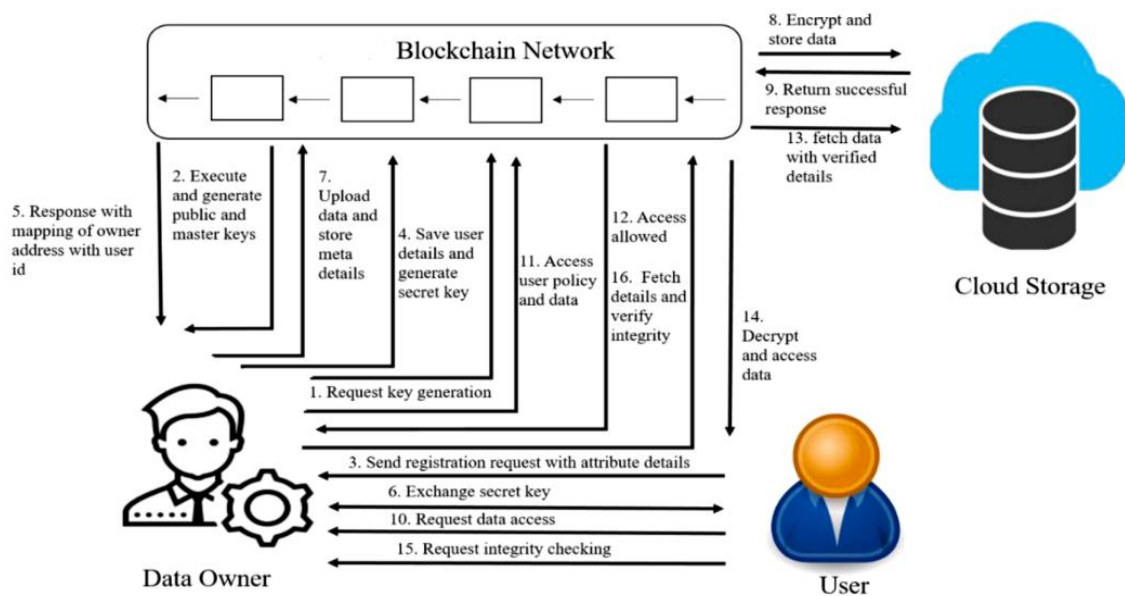 Blockchain Network
8. Encrypt and
store data
9. Return successful
response
13. fetch data
with verified
details
Cloud Storage
5. Response with
mapping of owner
address with user
id
2. Execute
and generate
public and
master keys
7.
Upload
data and
store
meta
details
4. Save user
details and
generate
secret key
11. Access
user policy
and data
12. Access
allowed
16. Fetch
details and
verify
integrity
14.
Decrypt
and access
data
1. Request key generation
3. Send registration request with attribute details
6. Exchange secret key
10. Request data access
15. Request integrity checking
Data Owner
User